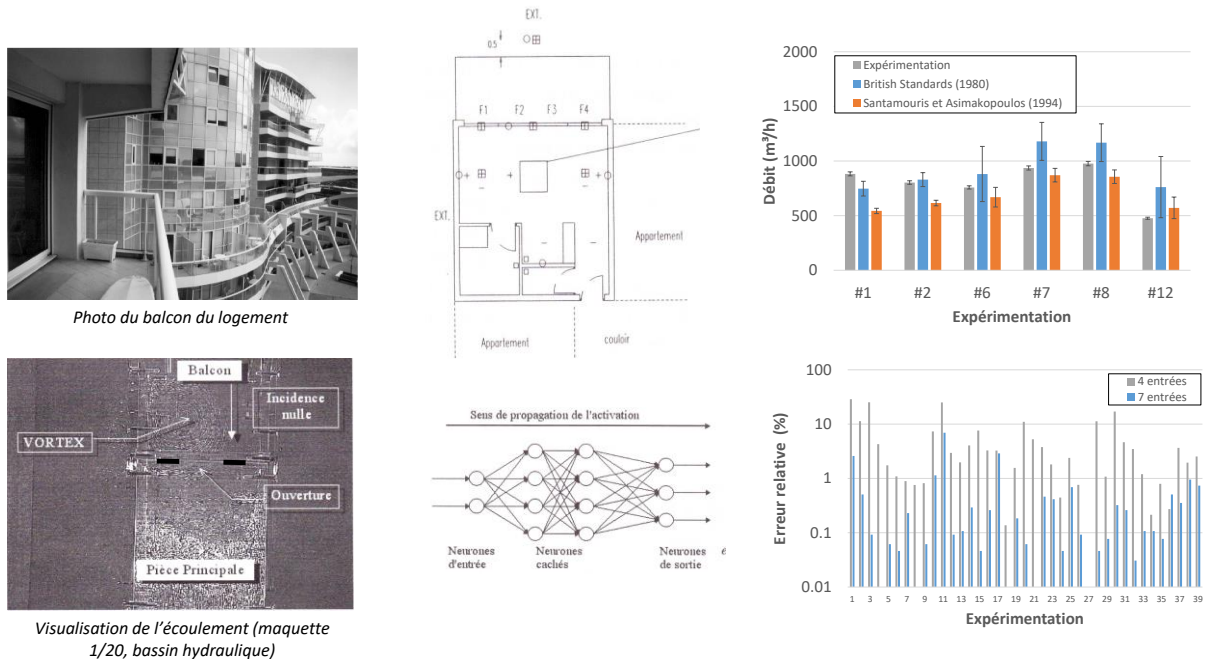 Photo du balcon du logement
Balcon
Incidence
nulle
VORTEX
Ouverture
Pièce Principale
Visualisation de l'écoulement (maquette
1/20, bassin hydraulique)
EXT.
0.5
F1 F2 F3 F4
EXT.
Appartement
Appartement
couloir
Sens de propagation de l'activation
Neurones
d'entrée
Neurones
cachés
Neurones
de sortie
Débit (m³/h)
2000
1500
1000
500
0
Expérimentation
British Standards (1980)
Santamouris et Asimakopoulos (1994)
#1 #2 #6 #7 #8 #12
Expérimentation
Erreur relative (%)
100
10
1
0.1
0.01
4 entrées
7 entrées
1 3 5 7 9 11 13 15 17 19 21 23 25 27 29 31 33 35 37 39
Expérimentation